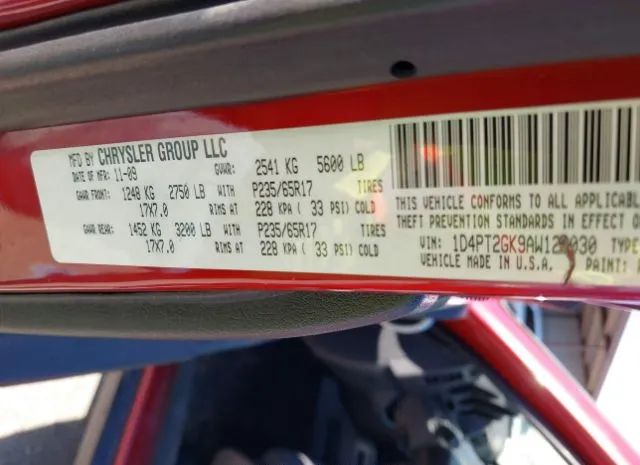 MFD BY CHRYSLER GROUP LLC
DATE OF MFR: 11-09 GVWR: 2541 KG 5600 LB
GAWR FRONT: 1248 KG 2750 LB WITH P235/65R17 TIRES
17X7.0 RIMS AT 228 KPA ( 33 PSI) COLD
GAWR REAR: 1452 KG 3200 LB WITH P235/65R17 TIRES
17X7.0 RIMS AT 228 KPA ( 33 PSI) COLD
THIS VEHICLE CONFORMS TO ALL APPLICABLE
THEFT PREVENTION STANDARDS IN EFFECT
VIN: TYPE
VEHICLE MADE IN U.S.A. PAINT: